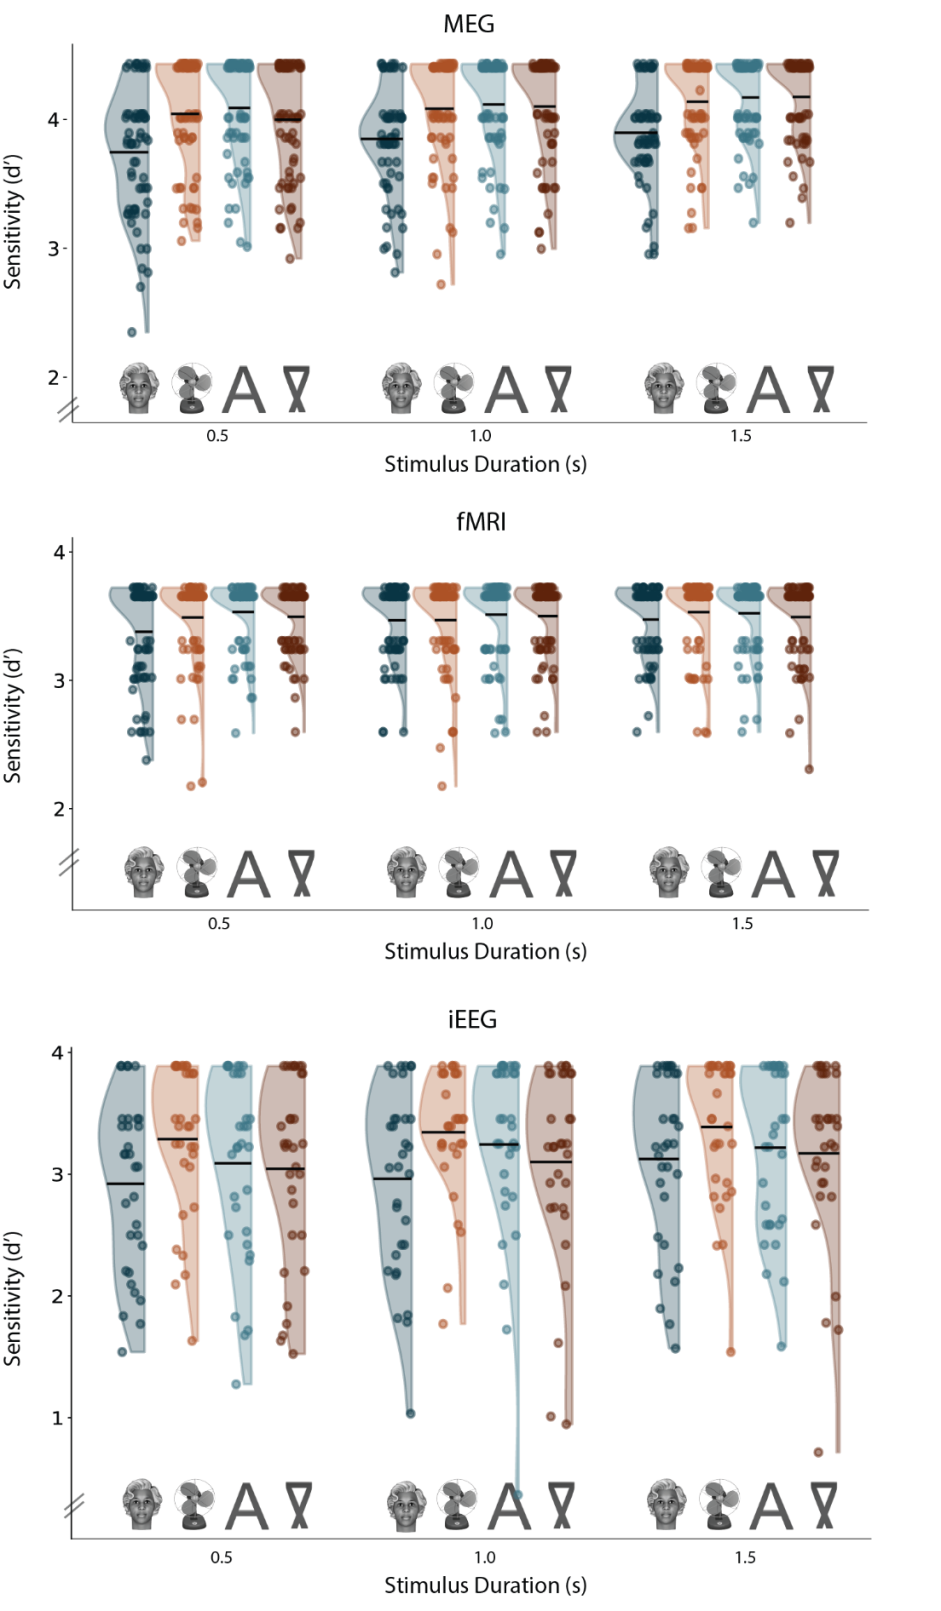 MEG
Sensitivity (d′)
4
3
2
A
A
A
0.5
1.0
1.5
Stimulus Duration (s)
fMRI
Sensitivity (d′)
4
3
2
A
A
A
0.5
1.0
1.5
Stimulus Duration (s)
iEEG
Sensitivity (d′)
4
3
2
1
A
A
A
0.5
1.0
1.5
Stimulus Duration (s)